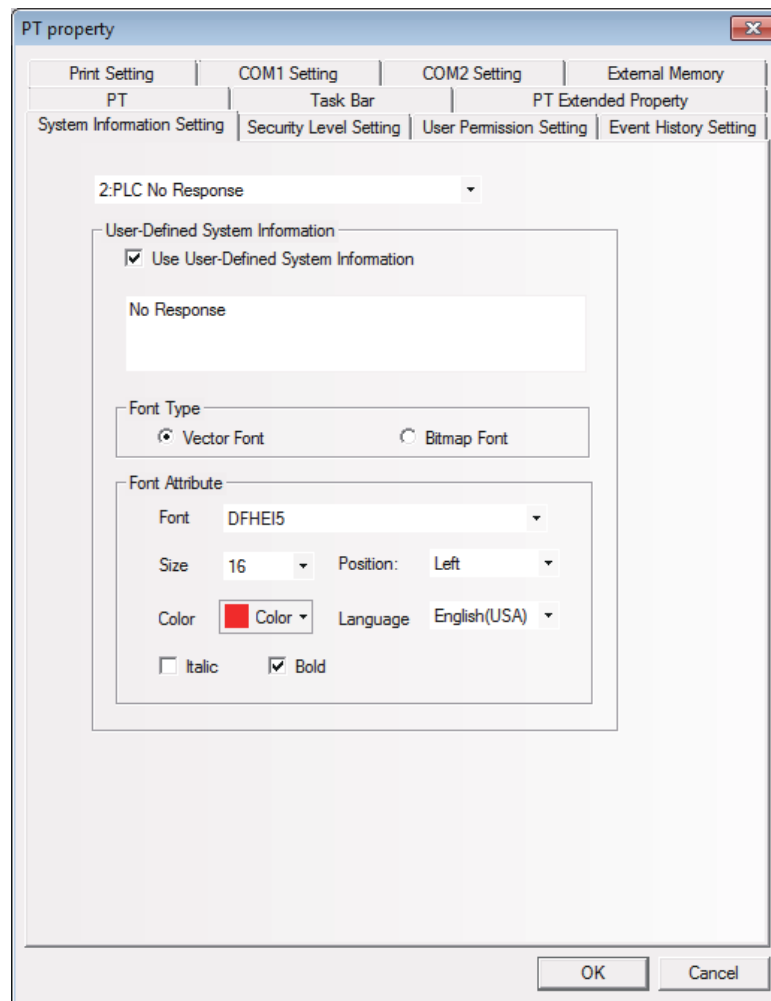 PT property
Print Setting COM1 Setting COM2 Setting External Memory
PT Task Bar PT Extended Property
System Information Setting Security Level Setting User Permission Setting Event History Setting
2:PLC No Response
User-Defined System Information
Use User-Defined System Information
No Response
Font Type
Vector Font Bitmap Font
Font Attribute
Font DFHEI5
Size 16 Position: Left
Color Color Language English(USA)
Italic Bold
OK Cancel